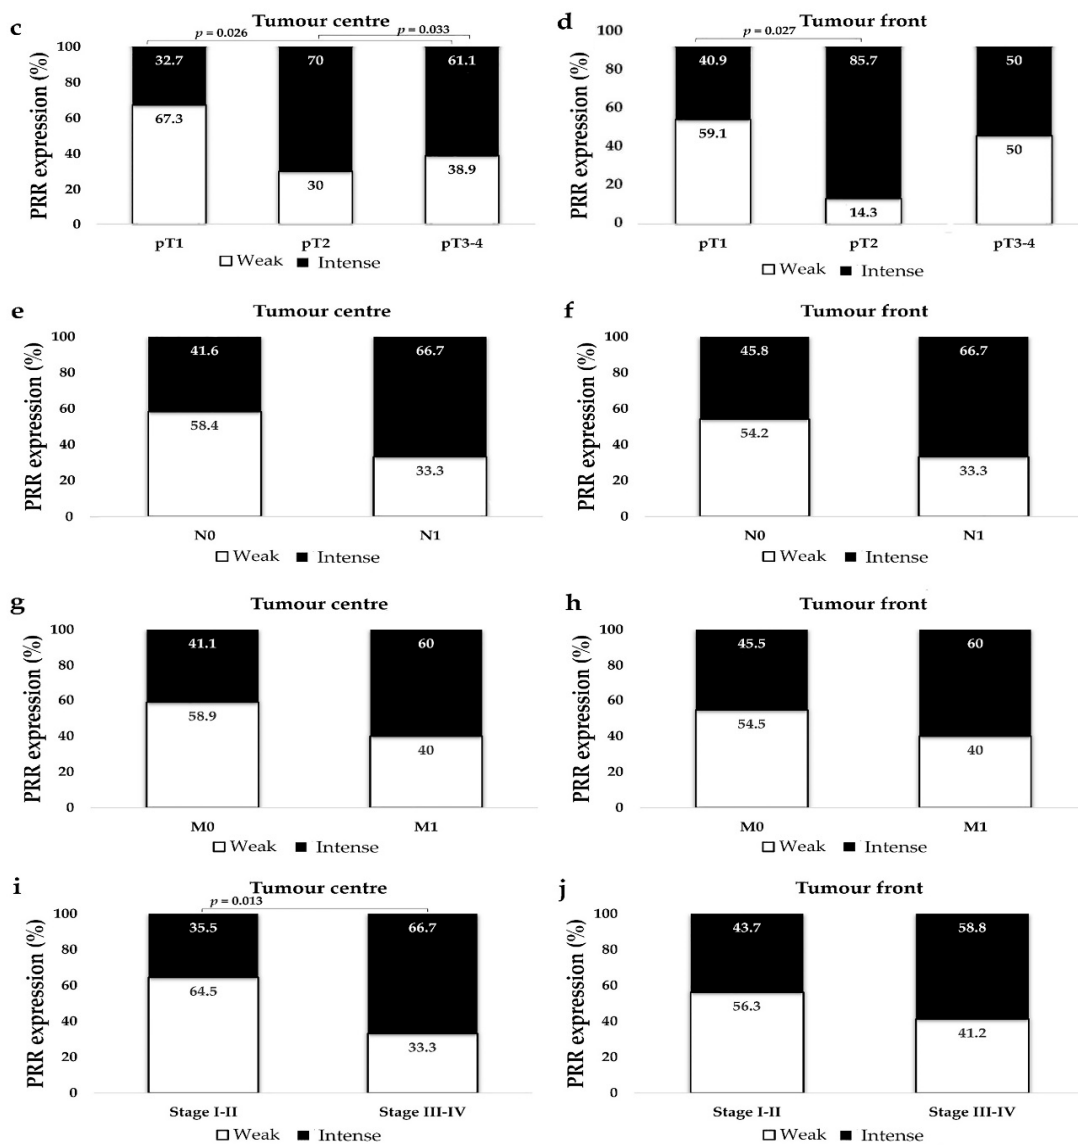 c
Tumour centre
p = 0.026
p = 0.033
PRR expression (%)
100
80
60
40
20
0
32.7
70
61.1
67.3
30
38.9
pT1
pT2
pT3-4
Weak
Intense
d
Tumour front
p = 0.027
PRR expression (%)
100
80
60
40
20
0
40.9
85.7
50
59.1
14.3
50
pT1
pT2
pT3-4
Weak
Intense
e
Tumour centre
PRR expression (%)
100
80
60
40
20
0
41.6
66.7
58.4
33.3
N0
N1
Weak
Intense
f
Tumour front
PRR expression (%)
100
80
60
40
20
0
45.8
66.7
54.2
33.3
N0
N1
Weak
Intense
g
Tumour centre
PRR expression (%)
100
80
60
40
20
0
41.1
60
58.9
40
M0
M1
Weak
Intense
h
Tumour front
PRR expression (%)
100
80
60
40
20
0
45.5
60
54.5
40
M0
M1
Weak
Intense
i
Tumour centre
p = 0.013
PRR expression (%)
100
80
60
40
20
0
35.5
66.7
64.5
33.3
Stage I-II
Stage III-IV
Weak
Intense
j
Tumour front
PRR expression (%)
100
80
60
40
20
0
43.7
58.8
56.3
41.2
Stage I-II
Stage III-IV
Weak
Intense